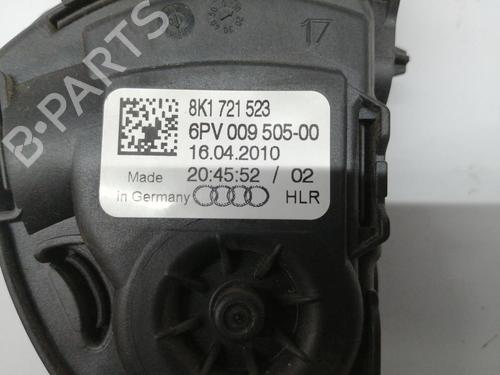 17
8K1 721 523
6PV 009 505-00
16.04.2010
Made 20:45:52 / 02
in Germany HLR
B-PARTS